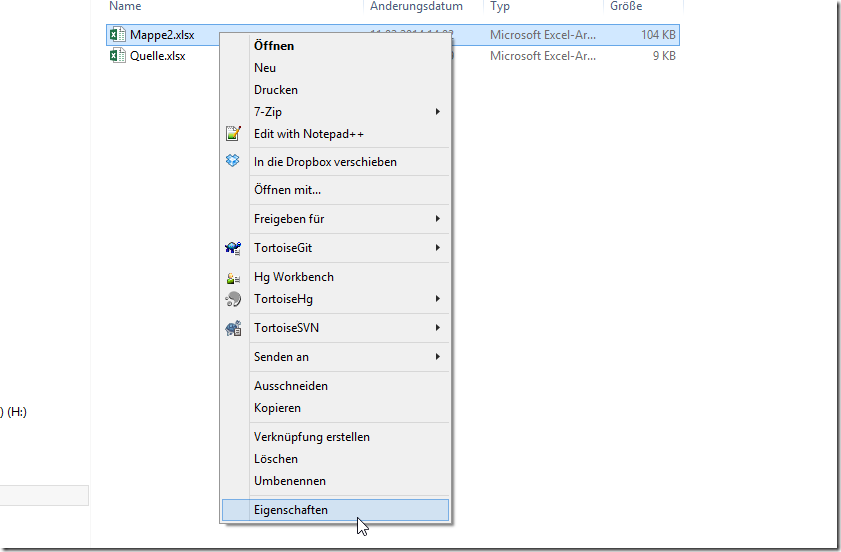 Name Änderungsdatum Typ Größe
Mappe2.xlsx Microsoft Excel-Ar... 104 KB
Quelle.xlsx Microsoft Excel-Ar... 9 KB
Öffnen
Neu
Drucken
7-Zip
Edit with Notepad++
In die Dropbox verschieben
Öffnen mit...
Freigeben für
TortoiseGit
Hg Workbench
TortoiseHg
TortoiseSVN
Senden an
Ausschneiden
Kopieren
) (H:)
Verknüpfung erstellen
Löschen
Umbenennen
Eigenschaften